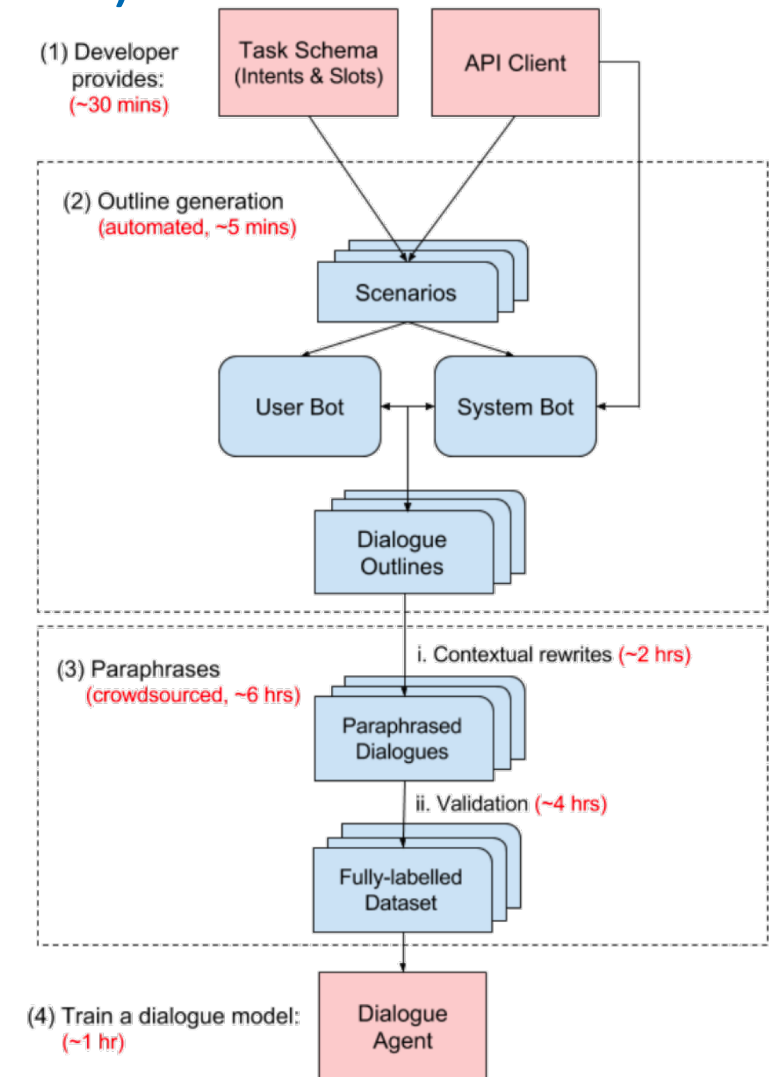 (1) Developer
provides:
(~30 mins)
Task Schema
(Intents & Slots)
API Client
(2) Outline generation
(automated, ~5 mins)
Scenarios
User Bot
System Bot
Dialogue
Outlines
i. Contextual rewrites (~2 hrs)
(3) Paraphrases
(crowdsourced, ~6 hrs)
Paraphrased
Dialogues
ii. Validation (~4 hrs)
Fully-labelled
Dataset
(4) Train a dialogue model:
(~1 hr)
Dialogue
Agent